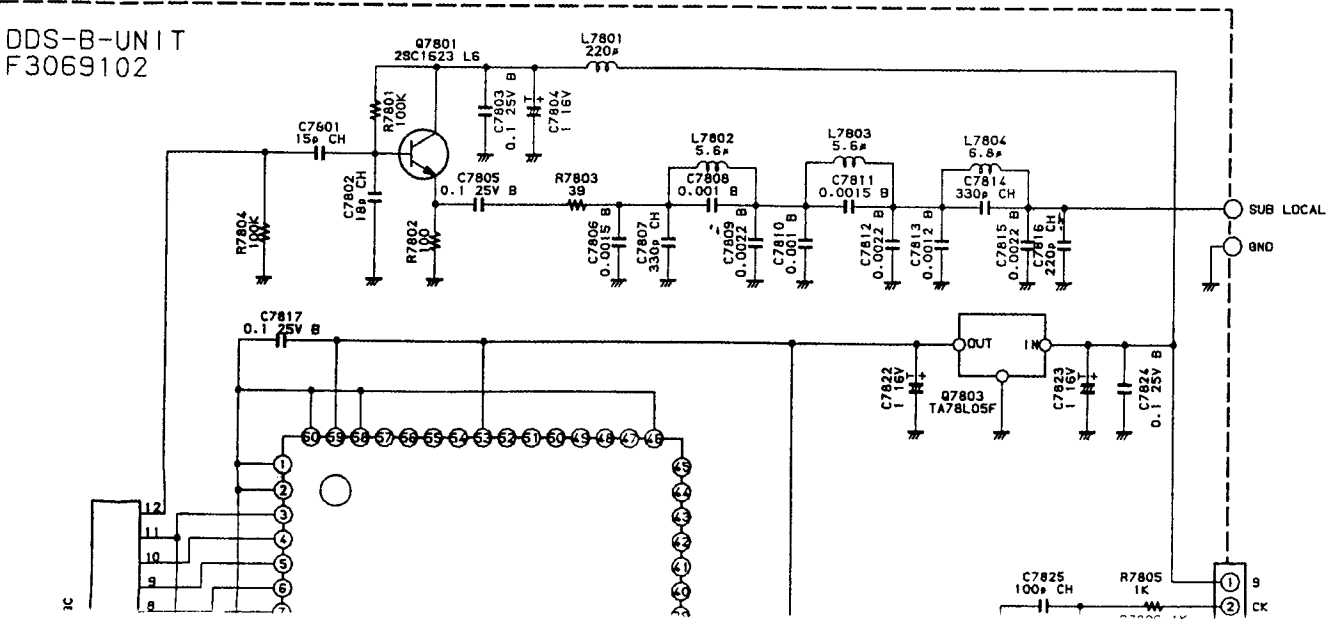 DDS-B-UNIT
F3069102
Q7801
2SC1623 L6
L7801
220μ
R7801
100K
C7803
0.1 25V B
C7804
1 16V
C7801
15p CH
C7802
18p CH
R7804
100K
R7802
100
C7805
0.1 25V B
R7803
39
C7806
0.0015 B
C7807
330p CH
L7802
5.6μ
C7808
0.001 B
C7809
0.0022 B
C7810
0.001 B
L7803
5.6μ
C7811
0.0015 B
C7812
0.0022 B
C7813
0.0012 B
L7804
6.8μ
C7814
330p CH
C7815
0.0022 B
C7816
220p CH
SUB LOCAL
GND
C7817
0.1 25V B
OUT
IN
Q7803
TA78L05F
C7822
1 16V
C7823
1 16V
C7824
0.1 25V B
60 59 58 57 56 55 54 53 52 51 50 49 48 47 46
1
2
3
4
5
6
7
45
44
43
42
41
40
39
12
11
10
9
8
C7825
100p CH
R7805
1K
1 9
2 CK